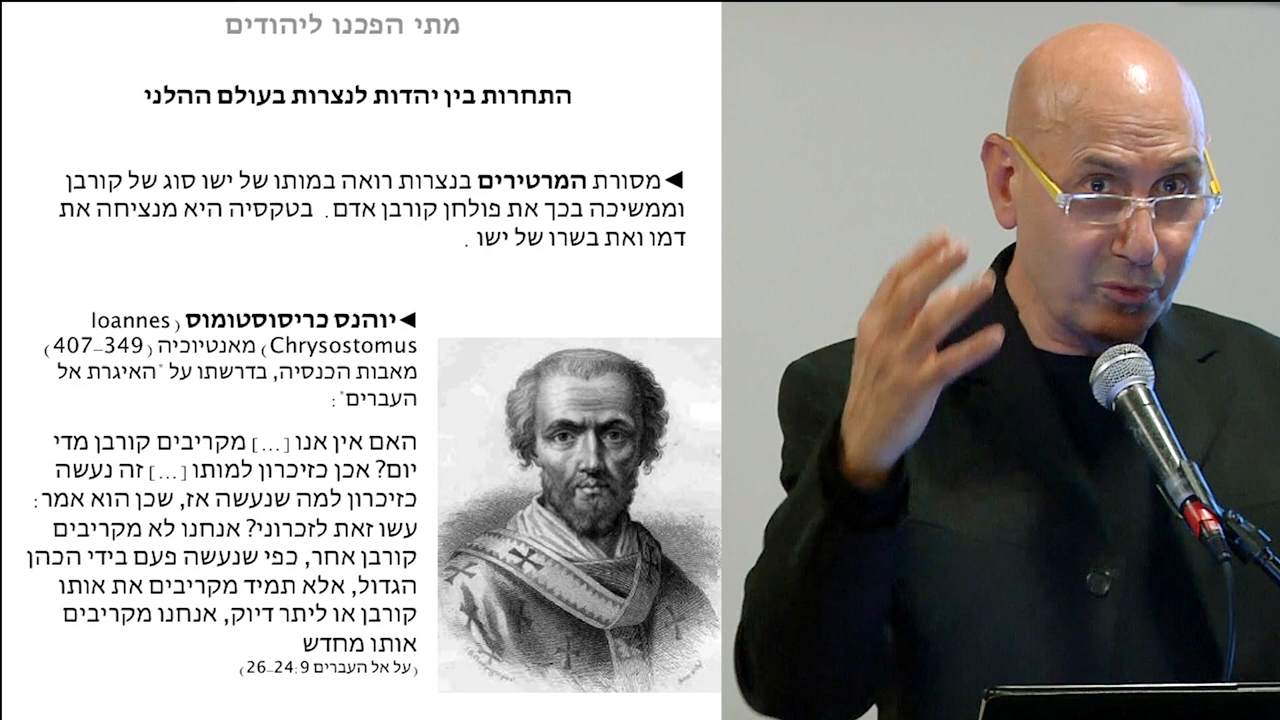 מתי הפכנו ליהודים
התחרות בין יהדות לנצרות בעולם ההלני
◀מסורת המרטירים בנצרות רואה במותו של ישו סוג של קורבן
וממשיכה בכך את פולחן קורבן אדם. בטקסיה היא מנציחה את
דמו ואת בשרו של ישו.
◀יוהנס כריסוסטומוס (Ioannes
Chrysostomus) מאנטיוכיה (349–407)
מאבות הכנסיה, בדרשתו על "האיגרת אל
העברים":
האם אין אנו [...] מקריבים קורבן מדי
יום? אכן כזיכרון למותו [...] זה נעשה
כזיכרון למה שנעשה אז, שכן הוא אמר:
עשו זאת לזכרוני? אנחנו לא מקריבים
קורבן אחר, כפי שנעשה פעם בידי הכהן
הגדול, אלא תמיד מקריבים את אותו
קורבן או ליתר דיוק, אנחנו מקריבים
אותו מחדש
(על אל העברים 9:24–26)